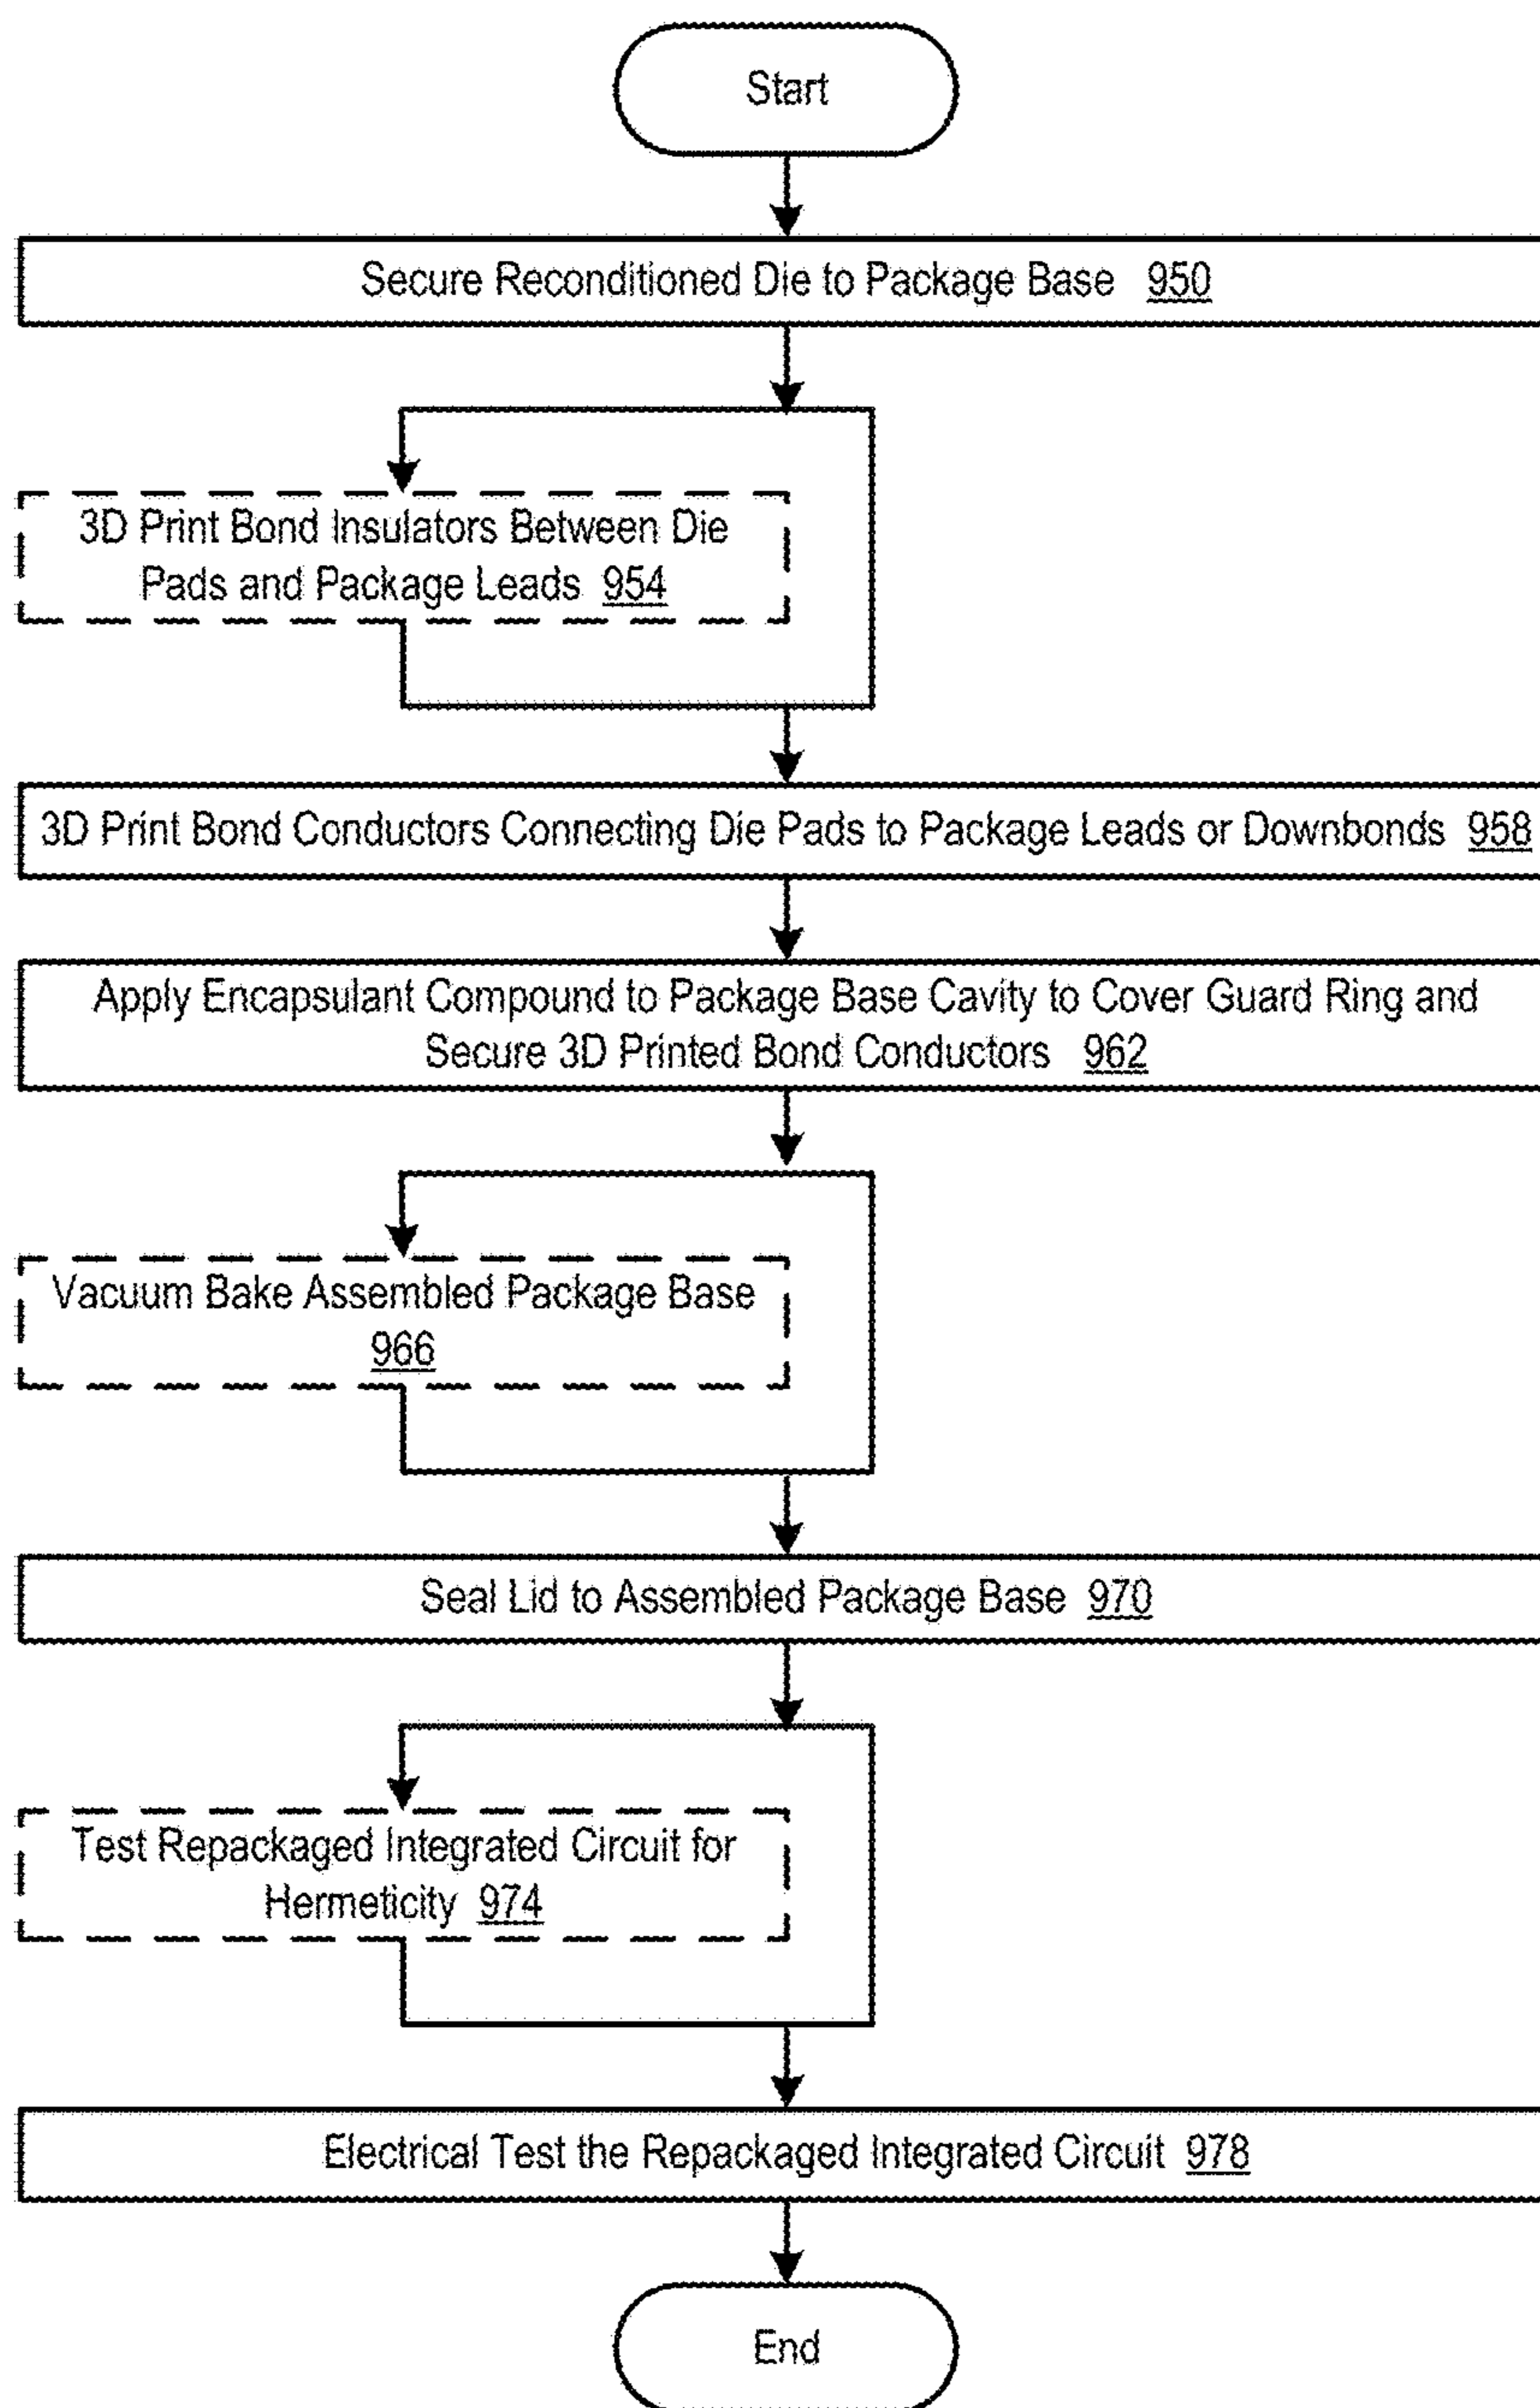 Start
Secure Reconditioned Die to Package Base 950
3D Print Bond Insulators Between Die
Pads and Package Leads 954
3D Print Bond Conductors Connecting Die Pads to Package Leads or Downbonds 958
Apply Encapsulant Compound to Package Base Cavity to Cover Guard Ring and
Secure 3D Printed Bond Conductors 962
Vacuum Bake Assembled Package Base
966
Seal Lid to Assembled Package Base 970
Test Repackaged Integrated Circuit for
Hermeticity 974
Electrical Test the Repackaged Integrated Circuit 978
End